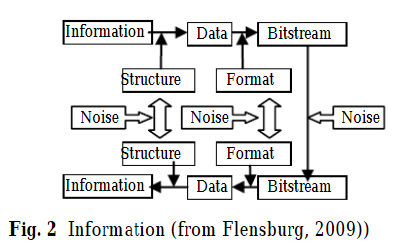 Information Data Bitstream
Structure Format
Noise Noise Noise
Structure Format
Information Data Bitstream
Fig. 2 Information (from Flensburg, 2009))